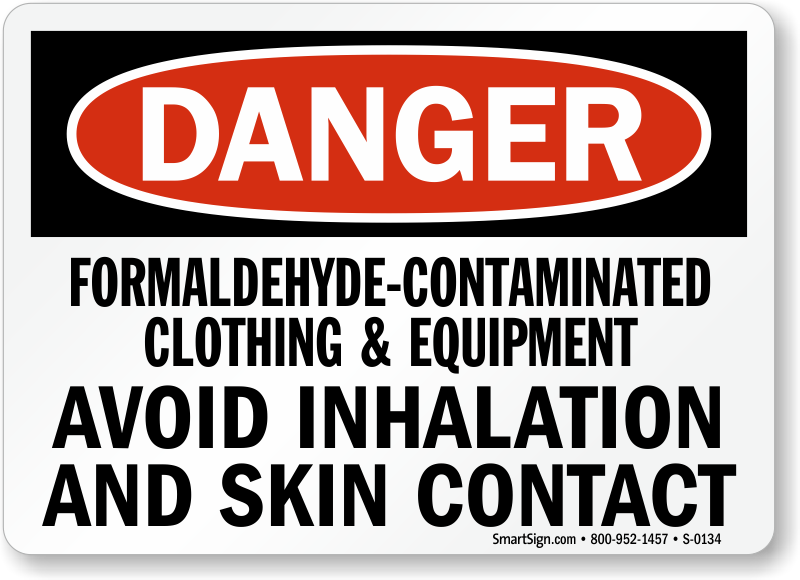 DANGER
FORMALDEHYDE-CONTAMINATED
CLOTHING & EQUIPMENT
AVOID INHALATION
AND SKIN CONTACT
SmartSign.com • 800-952-1457 • S-0134